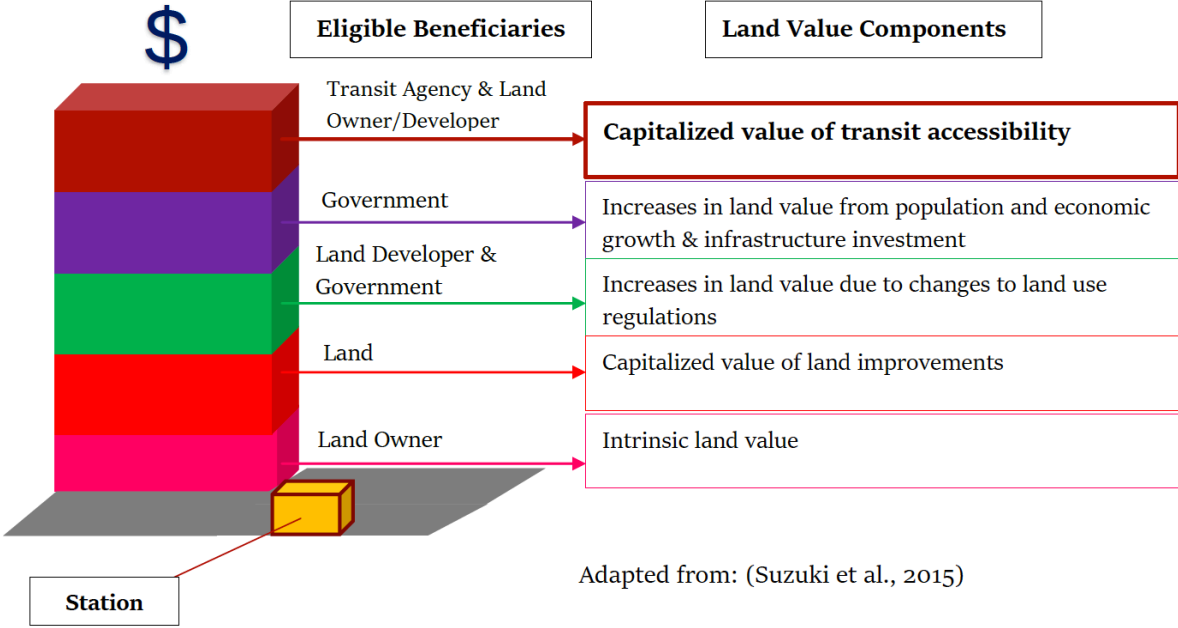 $
Eligible Beneficiaries
Land Value Components
Transit Agency & Land
Owner/Developer
Capitalized value of transit accessibility
Government
Increases in land value from population and economic
growth & infrastructure investment
Land Developer &
Government
Increases in land value due to changes to land use
regulations
Land
Capitalized value of land improvements
Land Owner
Intrinsic land value
Station
Adapted from: (Suzuki et al., 2015)